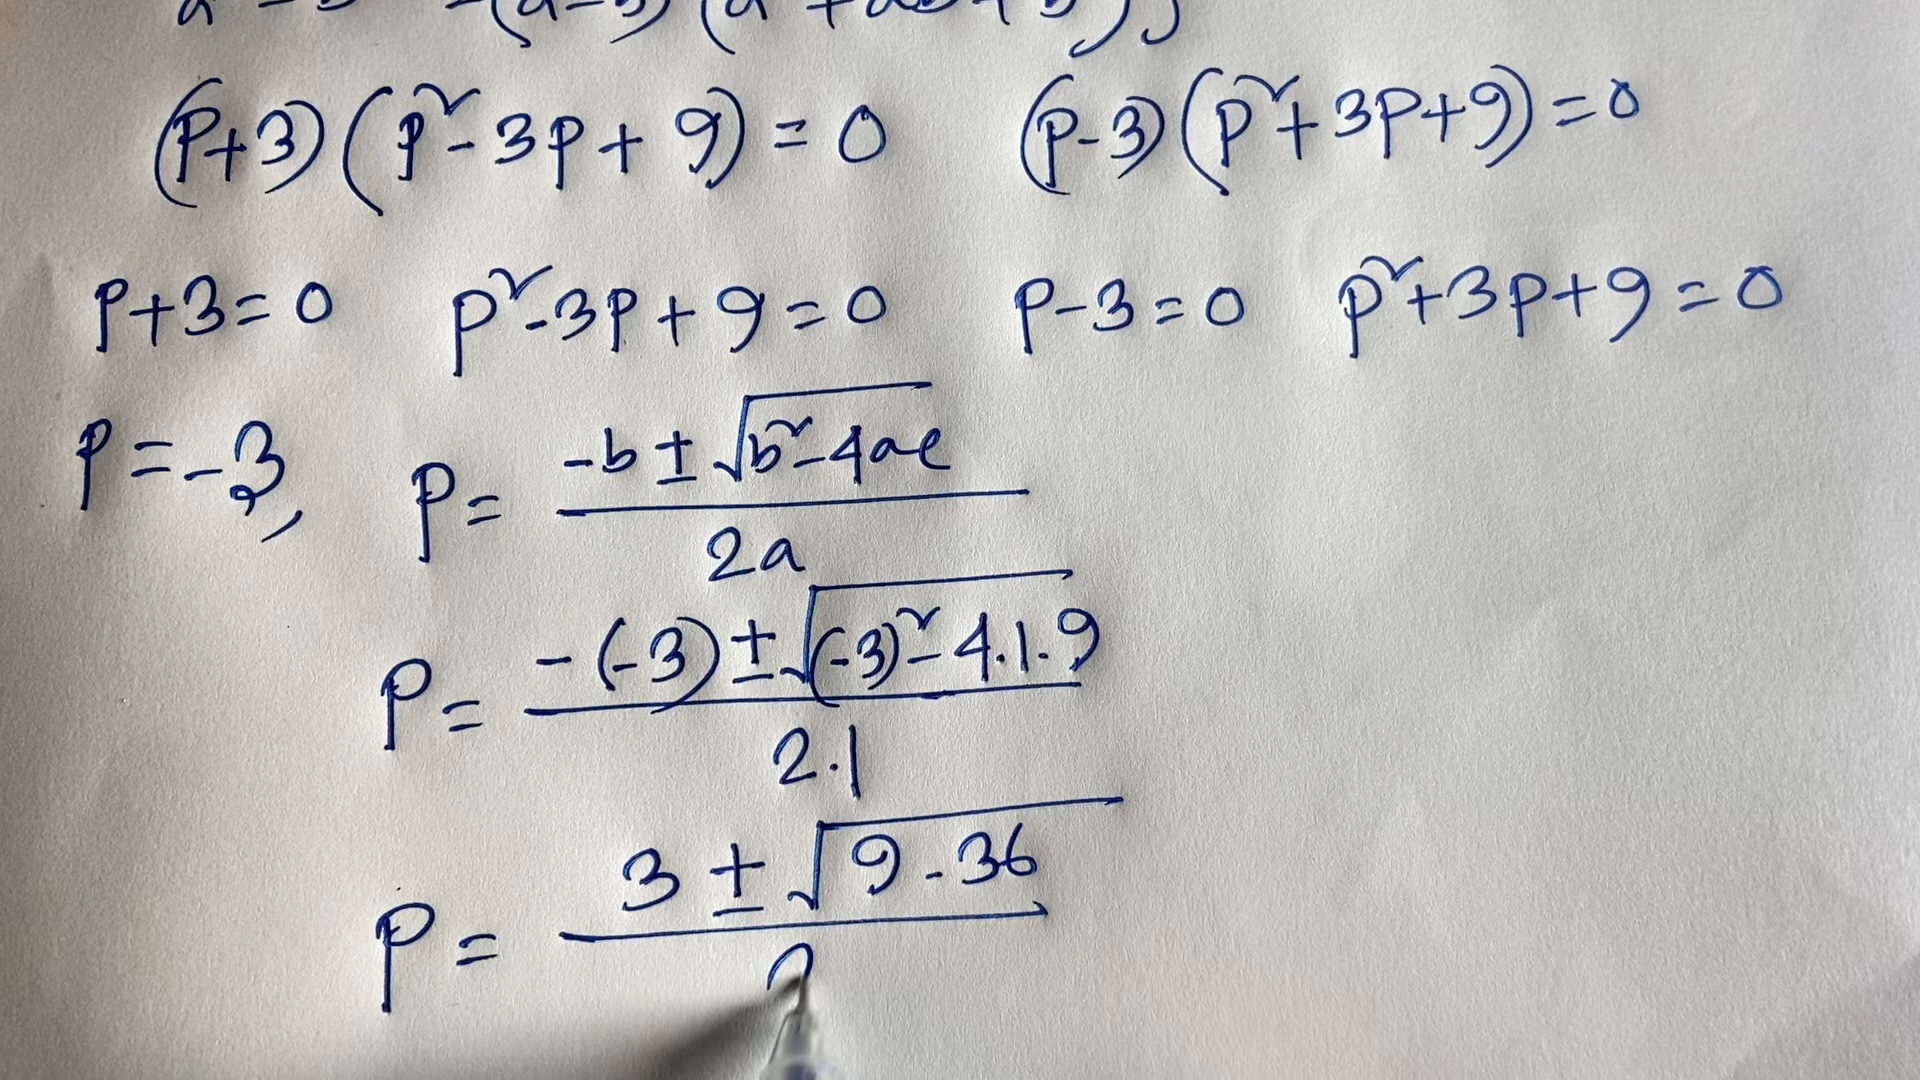 (P+3)(p²-3p+9)=0 (p-3)(p²+3p+9)=0
p+3=0 p²-3p+9=0 p-3=0 p²+3p+9=0
p=-3, p= -b±√b²-4ac
2a
p= -(-3)±√(-3)²-4.1.9
2.1
p= 3±√9-36